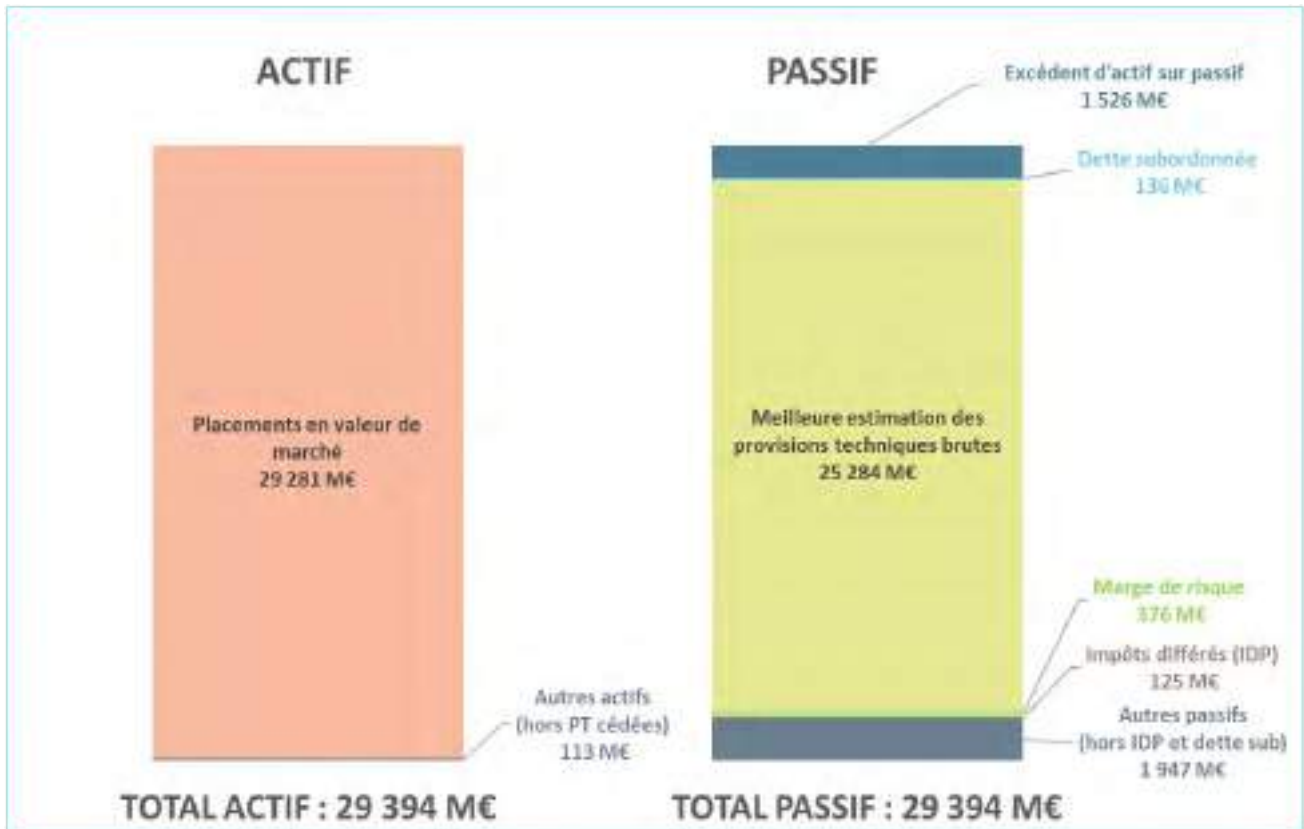 ACTIF
Placements en valeur de
marché
29 281 M€
Autres actifs
(hors PT cédées)
113 M€
TOTAL ACTIF : 29 394 M€
PASSIF
Excédent d'actif sur passif
1 526 M€
Dette subordonnée
136 M€
Meilleure estimation des
provisions techniques brutes
25 284 M€
Marge de risque
376 M€
Impôts différés (IDP)
125 M€
Autres passifs
(hors IDP et dette sub)
1 947 M€
TOTAL PASSIF : 29 394 M€